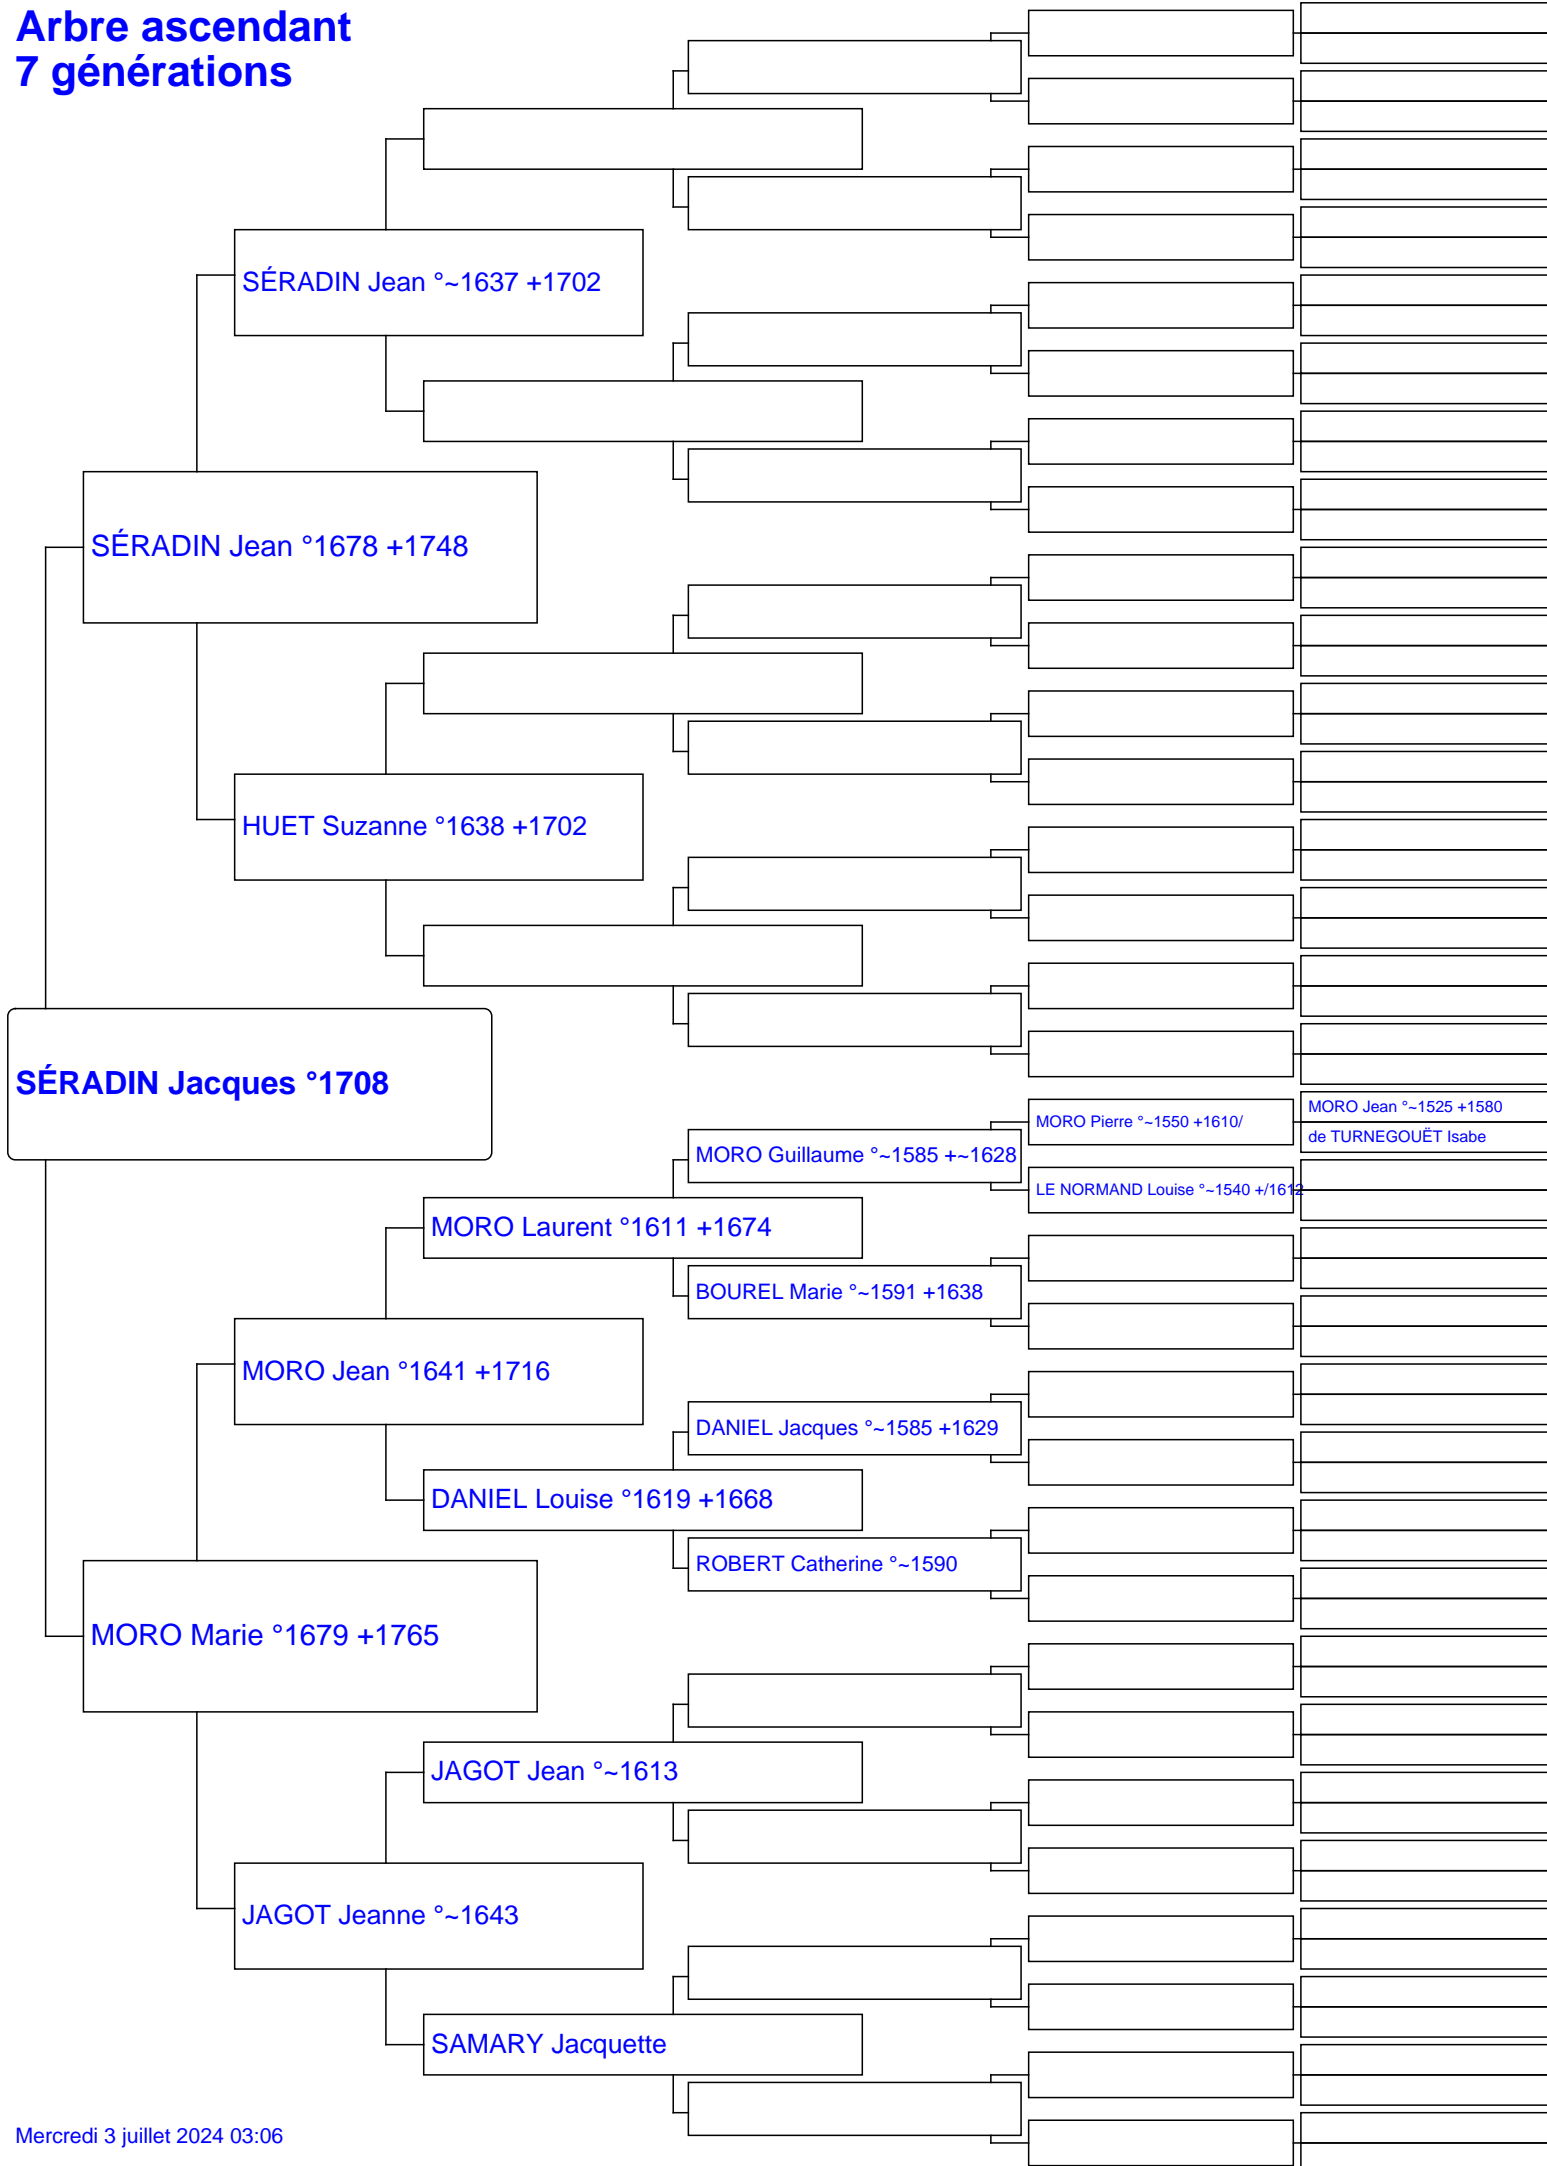 Arbre ascendant
7 générations
SÉRADIN Jean °~1637 +1702
SÉRADIN Jean °1678 +1748
HUET Suzanne °1638 +1702
SÉRADIN Jacques °1708
MORO Jean °~1525 +1580
MORO Pierre °~1550 +1610/
de TURNEGOUËT Isabe
MORO Guillaume °~1585 +~1628
LE NORMAND Louise °~1540 +/1612
MORO Laurent °1611 +1674
BOUREL Marie °~1591 +1638
MORO Jean °1641 +1716
DANIEL Jacques °~1585 +1629
DANIEL Louise °1619 +1668
ROBERT Catherine °~1590
MORO Marie °1679 +1765
JAGOT Jean °~1613
JAGOT Jeanne °~1643
SAMARY Jacquette
Mercredi 3 juillet 2024 03:06